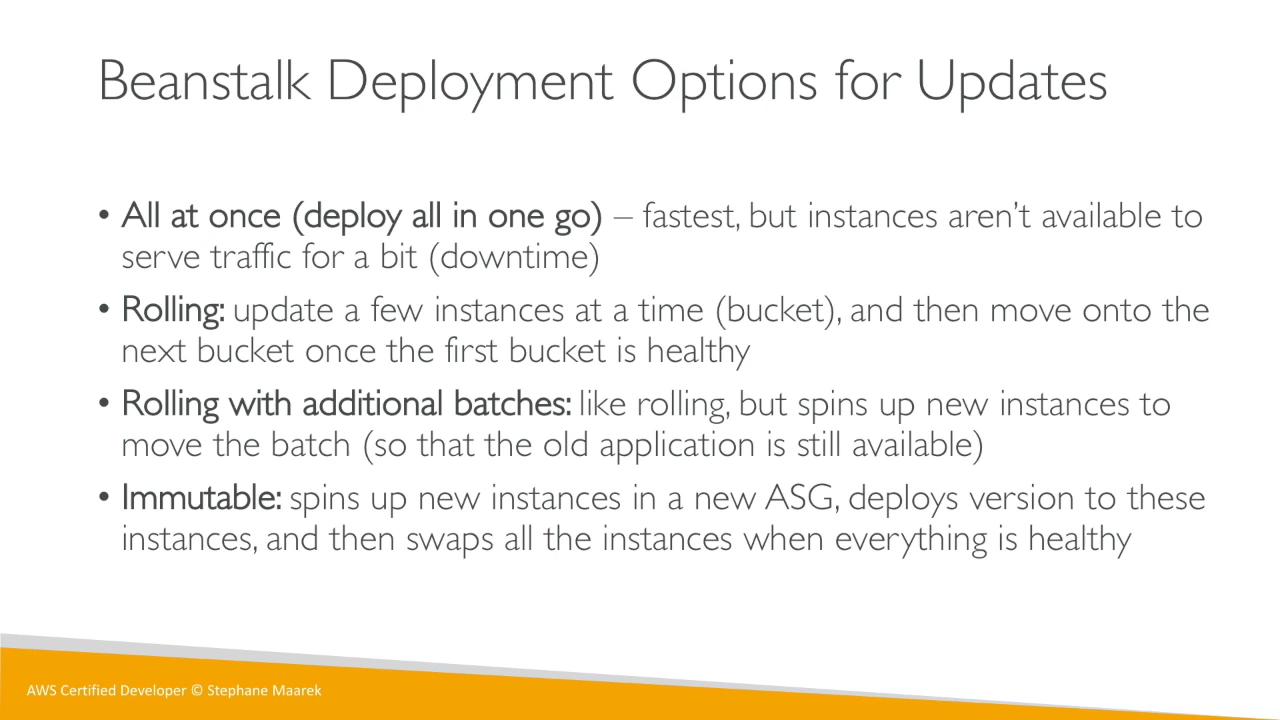 Beanstalk Deployment Options for Updates
• All at once (deploy all in one go) – fastest, but instances aren't available to
serve traffic for a bit (downtime)
• Rolling: update a few instances at a time (bucket), and then move onto the
next bucket once the first bucket is healthy
• Rolling with additional batches: like rolling, but spins up new instances to
move the batch (so that the old application is still available)
• Immutable: spins up new instances in a new ASG, deploys version to these
instances, and then swaps all the instances when everything is healthy
AWS Certified Developer © Stephane Maarek